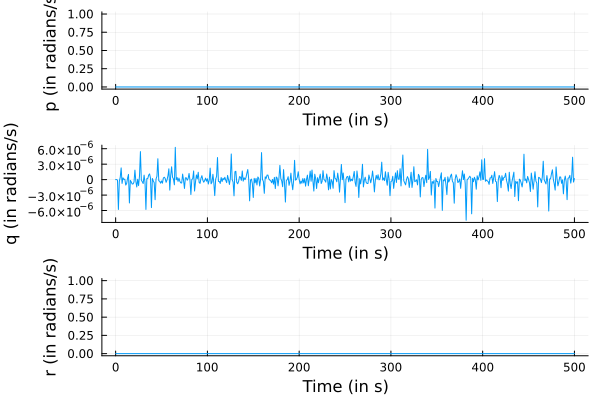 p (in radians/s)
1.00
0.75
0.50
0.25
0.00
0 100 200 300 400 500
Time (in s)
q (in radians/s)
6.0×10⁻⁶
3.0×10⁻⁶
0
−3.0×10⁻⁶
−6.0×10⁻⁶
0 100 200 300 400 500
Time (in s)
r (in radians/s)
1.00
0.75
0.50
0.25
0.00
0 100 200 300 400 500
Time (in s)